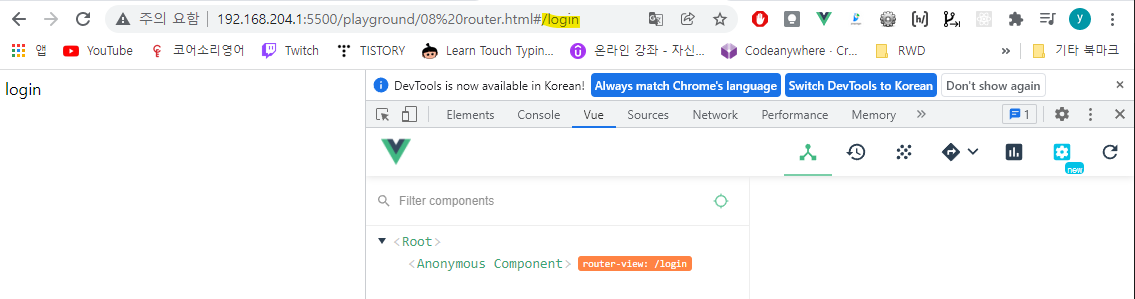 주의 요함 192.168.204.1:5500/playground/08%20router.html#/login y
앱 YouTube 코어소리영어 Twitch TISTORY Learn Touch Typin... 온라인 강좌 - 자신... Codeanywhere · Cr... RWD » 기타 북마크
login
DevTools is now available in Korean! Always match Chrome's language Switch DevTools to Korean Don't show again
Elements Console Vue Sources Network Performance Memory » 1
new
Filter components
<Root>
<Anonymous Component> router-view: /login